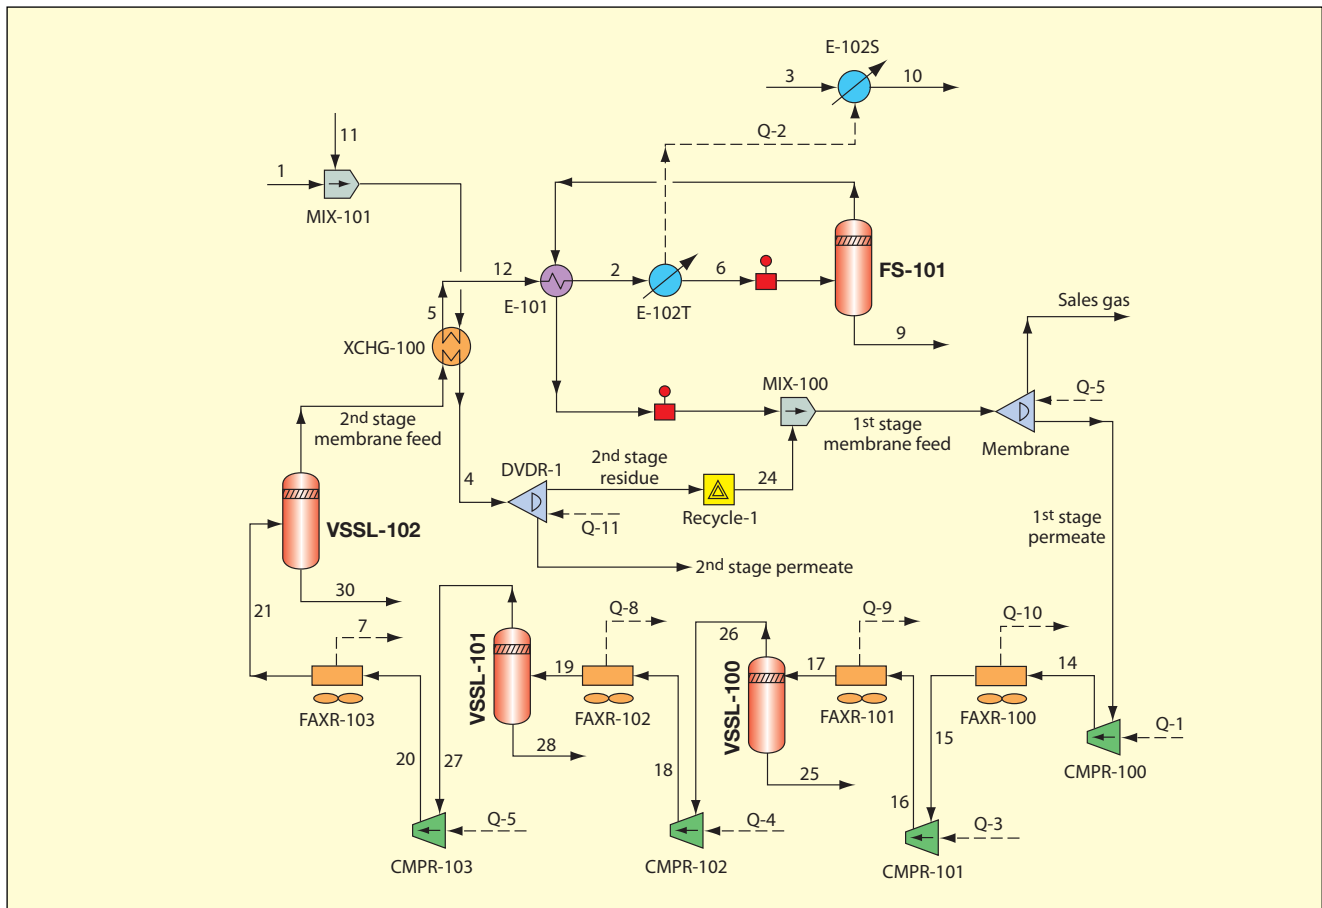 E-102S
3
10
Q-2
11
1
MIX-101
12
2
6
FS-101
E-101
E-102T
5
9
XCHG-100
Sales gas
MIX-100
Q-5
2nd stage
membrane feed
1st stage
membrane feed
Membrane
DVDR-1
2nd stage
residue
4
24
Recycle-1
Q-11
VSSL-102
1st stage
permeate
2nd stage permeate
30
21
7
Q-8
Q-9
Q-10
26
VSSL-101
19
VSSL-100
17
14
FAXR-103
FAXR-102
FAXR-101
FAXR-100
28
25
20
27
18
16
15
Q-1
CMPR-100
Q-5
Q-4
Q-3
CMPR-103
CMPR-102
CMPR-101